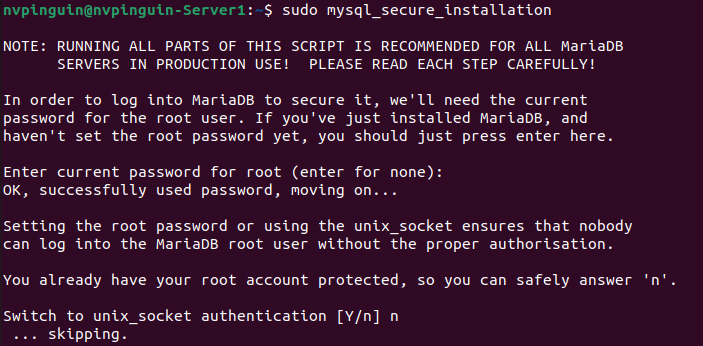 nvpinguin@nvpinguin-Server1:~$ sudo mysql_secure_installation
NOTE: RUNNING ALL PARTS OF THIS SCRIPT IS RECOMMENDED FOR ALL MariaDB
SERVERS IN PRODUCTION USE!  PLEASE READ EACH STEP CAREFULLY!
In order to log into MariaDB to secure it, we'll need the current
password for the root user. If you've just installed MariaDB, and
haven't set the root password yet, you should just press enter here.
Enter current password for root (enter for none):
OK, successfully used password, moving on...
Setting the root password or using the unix_socket ensures that nobody
can log into the MariaDB root user without the proper authorisation.
You already have your root account protected, so you can safely answer 'n'.
Switch to unix_socket authentication [Y/n] n
... skipping.